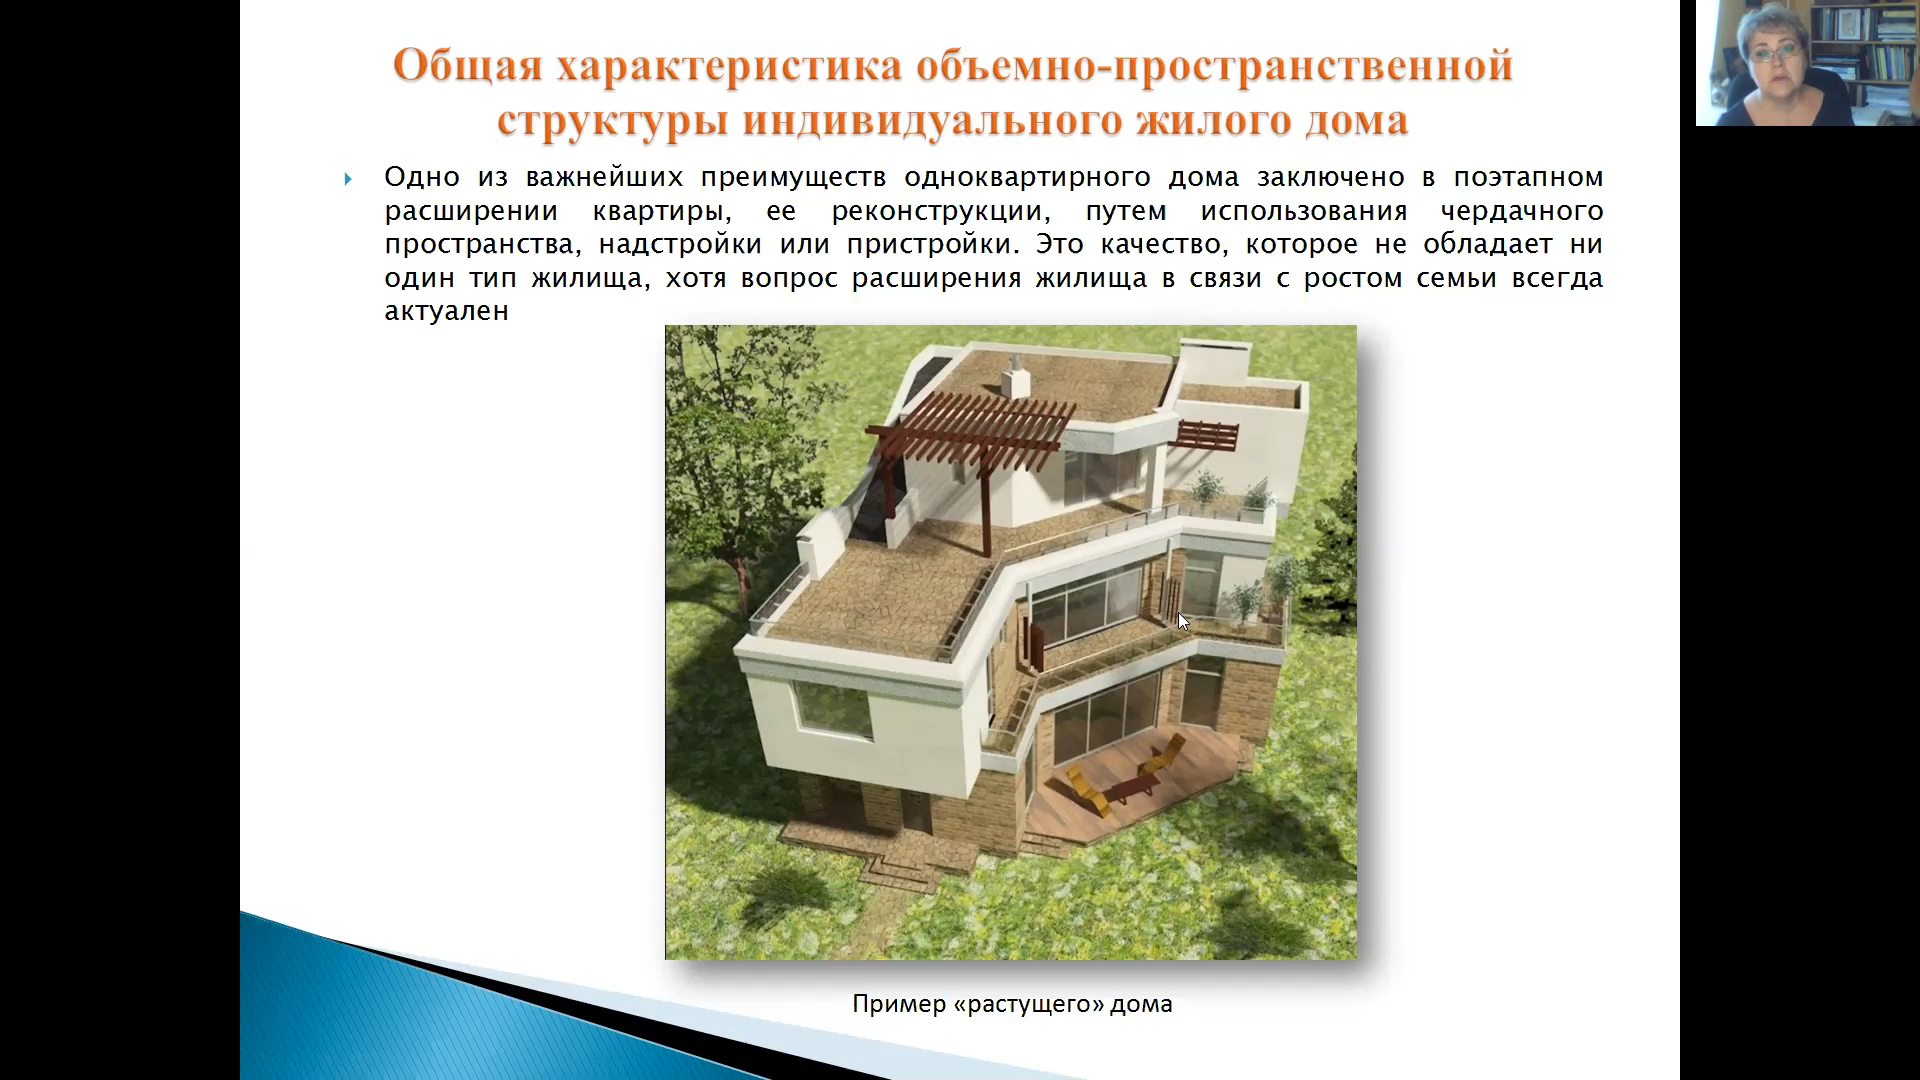 Общая характеристика объемно-пространственной
структуры индивидуального жилого дома
Одно из важнейших преимуществ одноквартирного дома заключено в поэтапном
расширении квартиры, ее реконструкции, путем использования чердачного
пространства, надстройки или пристройки. Это качество, которое не обладает ни
один тип жилища, хотя вопрос расширения жилища в связи с ростом семьи всегда
актуален
Пример «растущего» дома